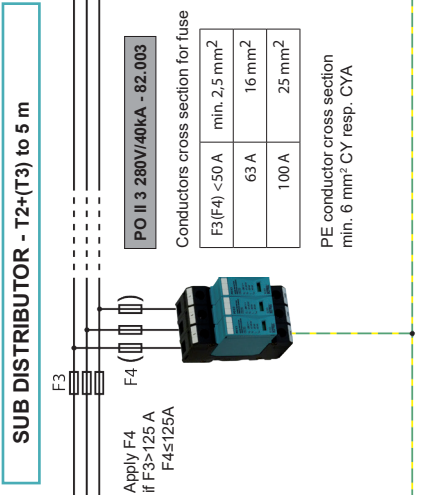 SUB DISTRIBUTOR - T2+(T3) to 5 m
F3
F4
Apply F4
if F3>125 A
F4≤125A
PO II 3 280V/40kA - 82.003
Conductors cross section for fuse
F3(F4) <50 A min. 2,5 mm²
63 A 16 mm²
100 A 25 mm²
PE conductor cross section
min. 6 mm² CY resp. CYA